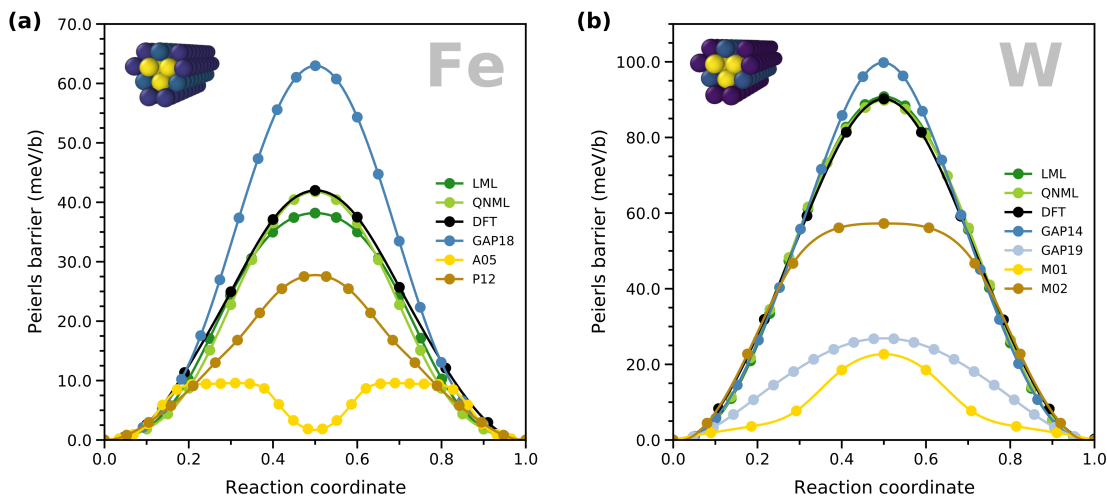 (a)
Fe
70.0
60.0
50.0
40.0
30.0
20.0
10.0
0.0
Peierls barrier (meV/b)
LML
QNML
DFT
GAP18
A05
P12
0.0 0.2 0.4 0.6 0.8 1.0
Reaction coordinate
(b)
W
100.0
80.0
60.0
40.0
20.0
0.0
Peierls barrier (meV/b)
LML
QNML
DFT
GAP14
GAP19
M01
M02
0.0 0.2 0.4 0.6 0.8 1.0
Reaction coordinate